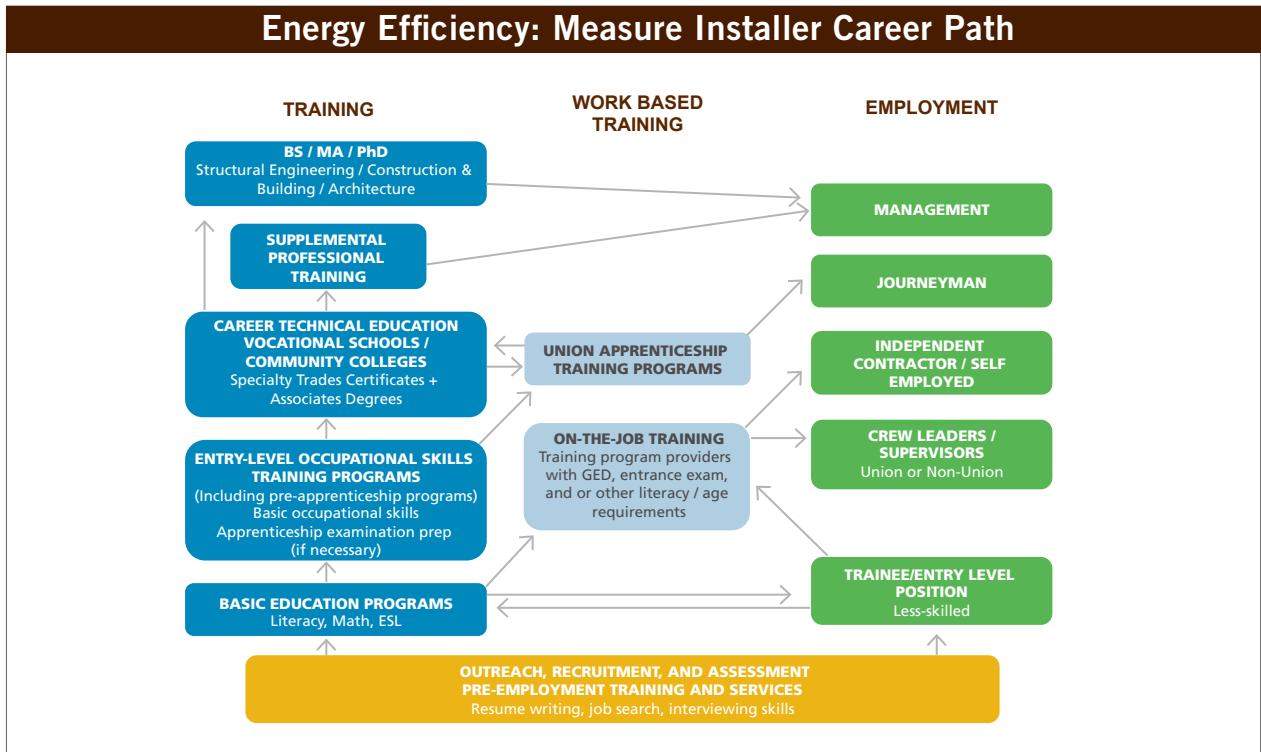 Energy Efficiency: Measure Installer Career Path
TRAINING
WORK BASED
TRAINING
EMPLOYMENT
BS / MA / PhD
Structural Engineering / Construction &
Building / Architecture
SUPPLEMENTAL
PROFESSIONAL
TRAINING
CAREER TECHNICAL EDUCATION
VOCATIONAL SCHOOLS /
COMMUNITY COLLEGES
Specialty Trades Certificates +
Associates Degrees
ENTRY-LEVEL OCCUPATIONAL SKILLS
TRAINING PROGRAMS
(Including pre-apprenticeship programs)
Basic occupational skills
Apprenticeship examination prep
(if necessary)
BASIC EDUCATION PROGRAMS
Literacy, Math, ESL
UNION APPRENTICESHIP
TRAINING PROGRAMS
ON-THE-JOB TRAINING
Training program providers
with GED, entrance exam,
and or other literacy / age
requirements
MANAGEMENT
JOURNEYMAN
INDEPENDENT
CONTRACTOR / SELF
EMPLOYED
CREW LEADERS /
SUPERVISORS
Union or Non-Union
TRAINEE/ENTRY LEVEL
POSITION
Less-skilled
OUTREACH, RECRUITMENT, AND ASSESSMENT
PRE-EMPLOYMENT TRAINING AND SERVICES
Resume writing, job search, interviewing skills